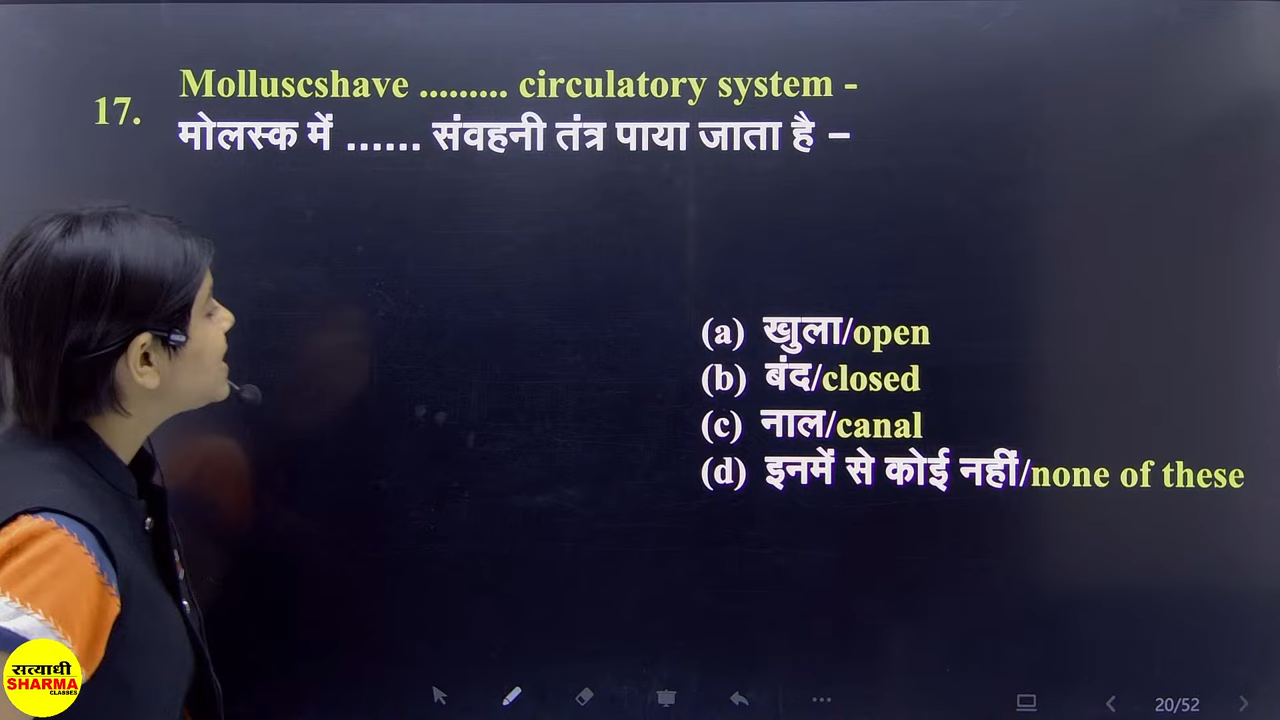 17.
Molluscshave ......... circulatory system -
मोलस्क में ...... संवहनी तंत्र पाया जाता है –
(a) खुला/open
(b) बंद/closed
(c) नाल/canal
(d) इनमें से कोई नहीं/none of these
सत्याधी
SHARMA
CLASSES
20/52